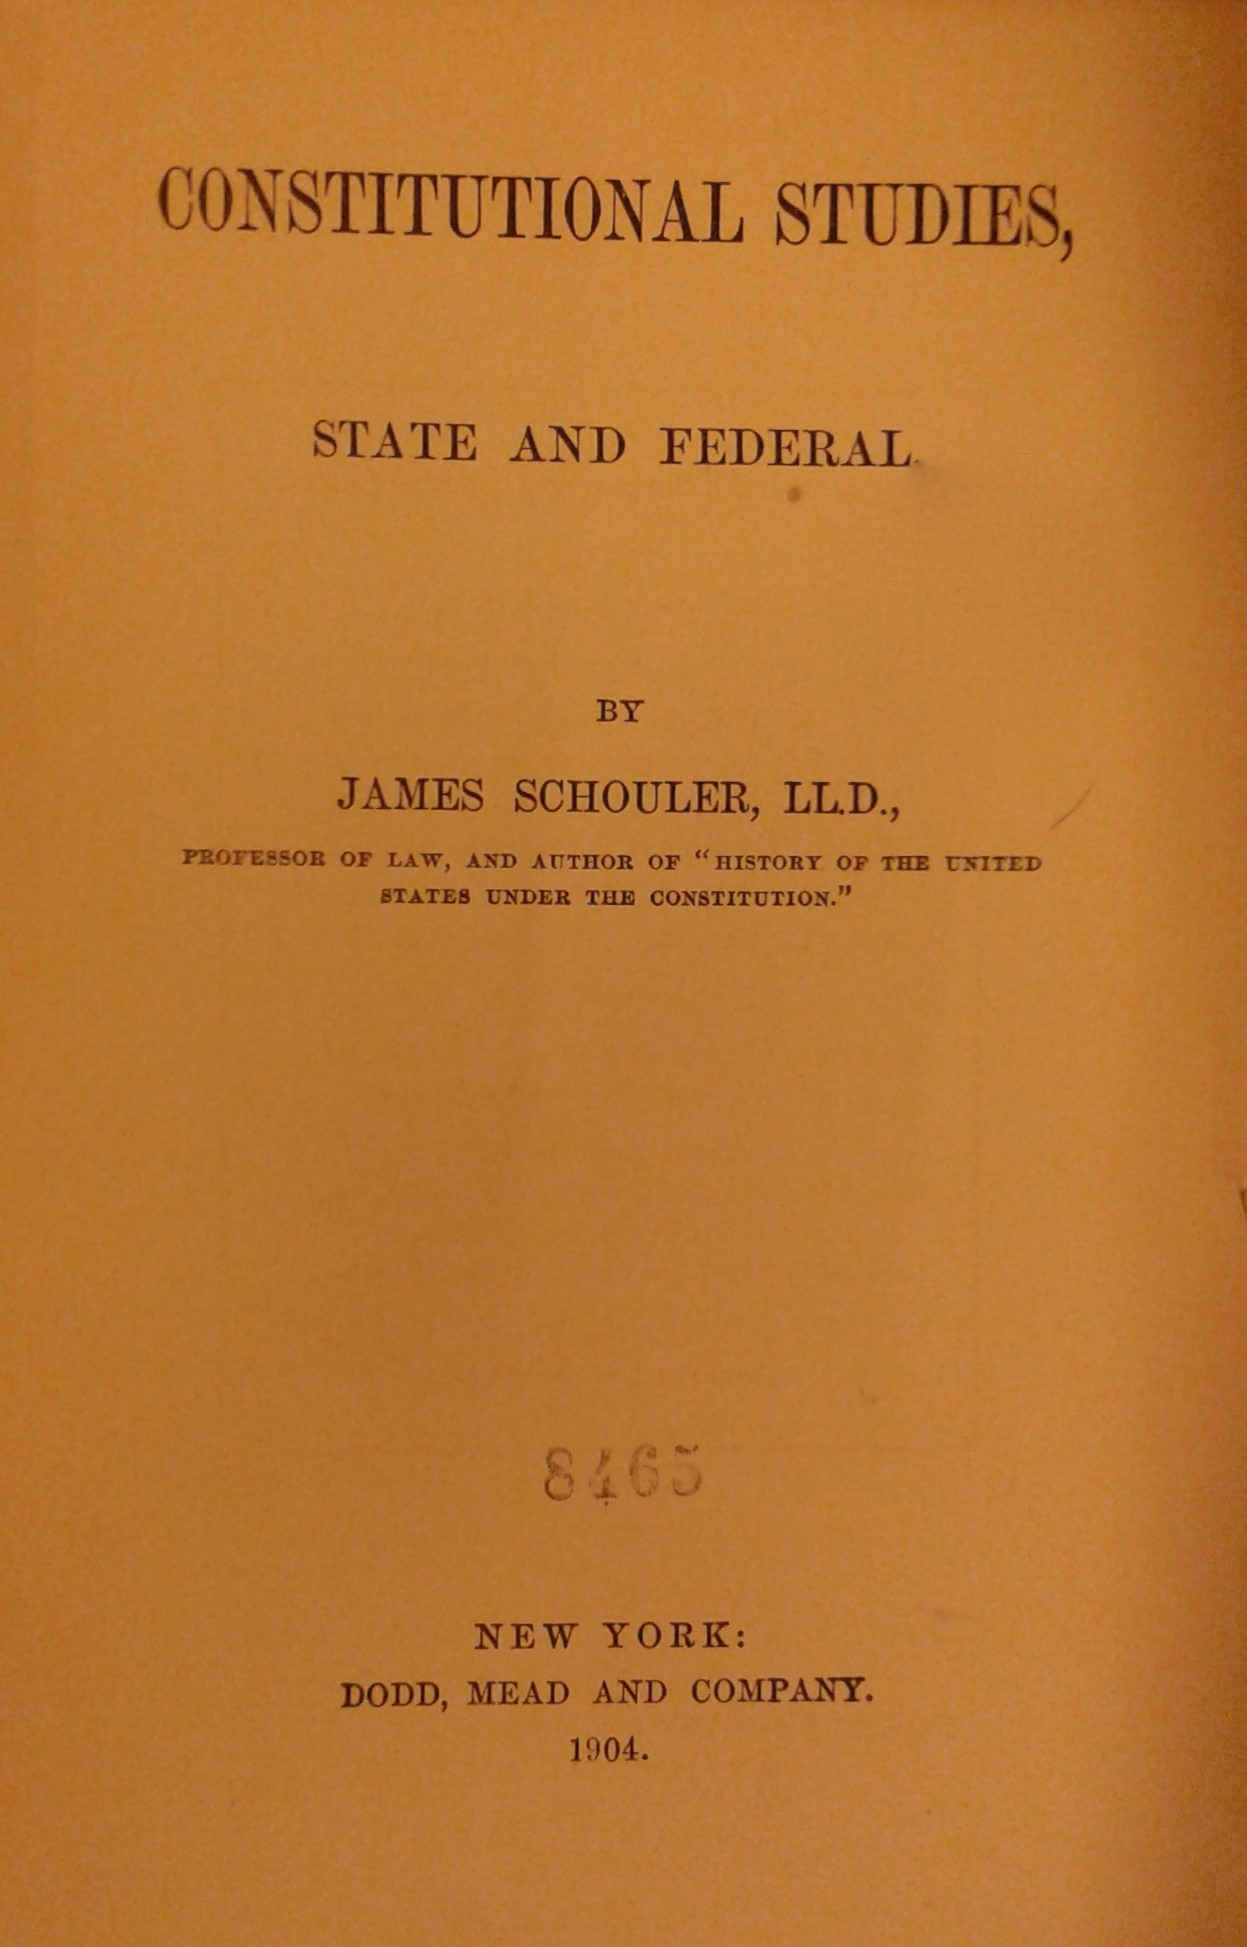 CONSTITUTIONAL STUDIES,
STATE AND FEDERAL.
BY
JAMES SCHOULER, LL.D.,
PROFESSOR OF LAW, AND AUTHOR OF “HISTORY OF THE UNITED
STATES UNDER THE CONSTITUTION.”
8465
NEW YORK:
DODD, MEAD AND COMPANY.
1904.